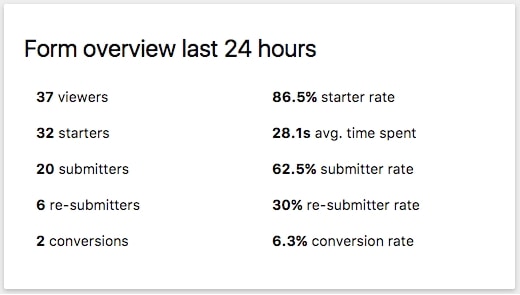 Form overview last 24 hours
37 viewers 86.5% starter rate
32 starters 28.1s avg. time spent
20 submitters 62.5% submitter rate
6 re-submitters 30% re-submitter rate
2 conversions 6.3% conversion rate